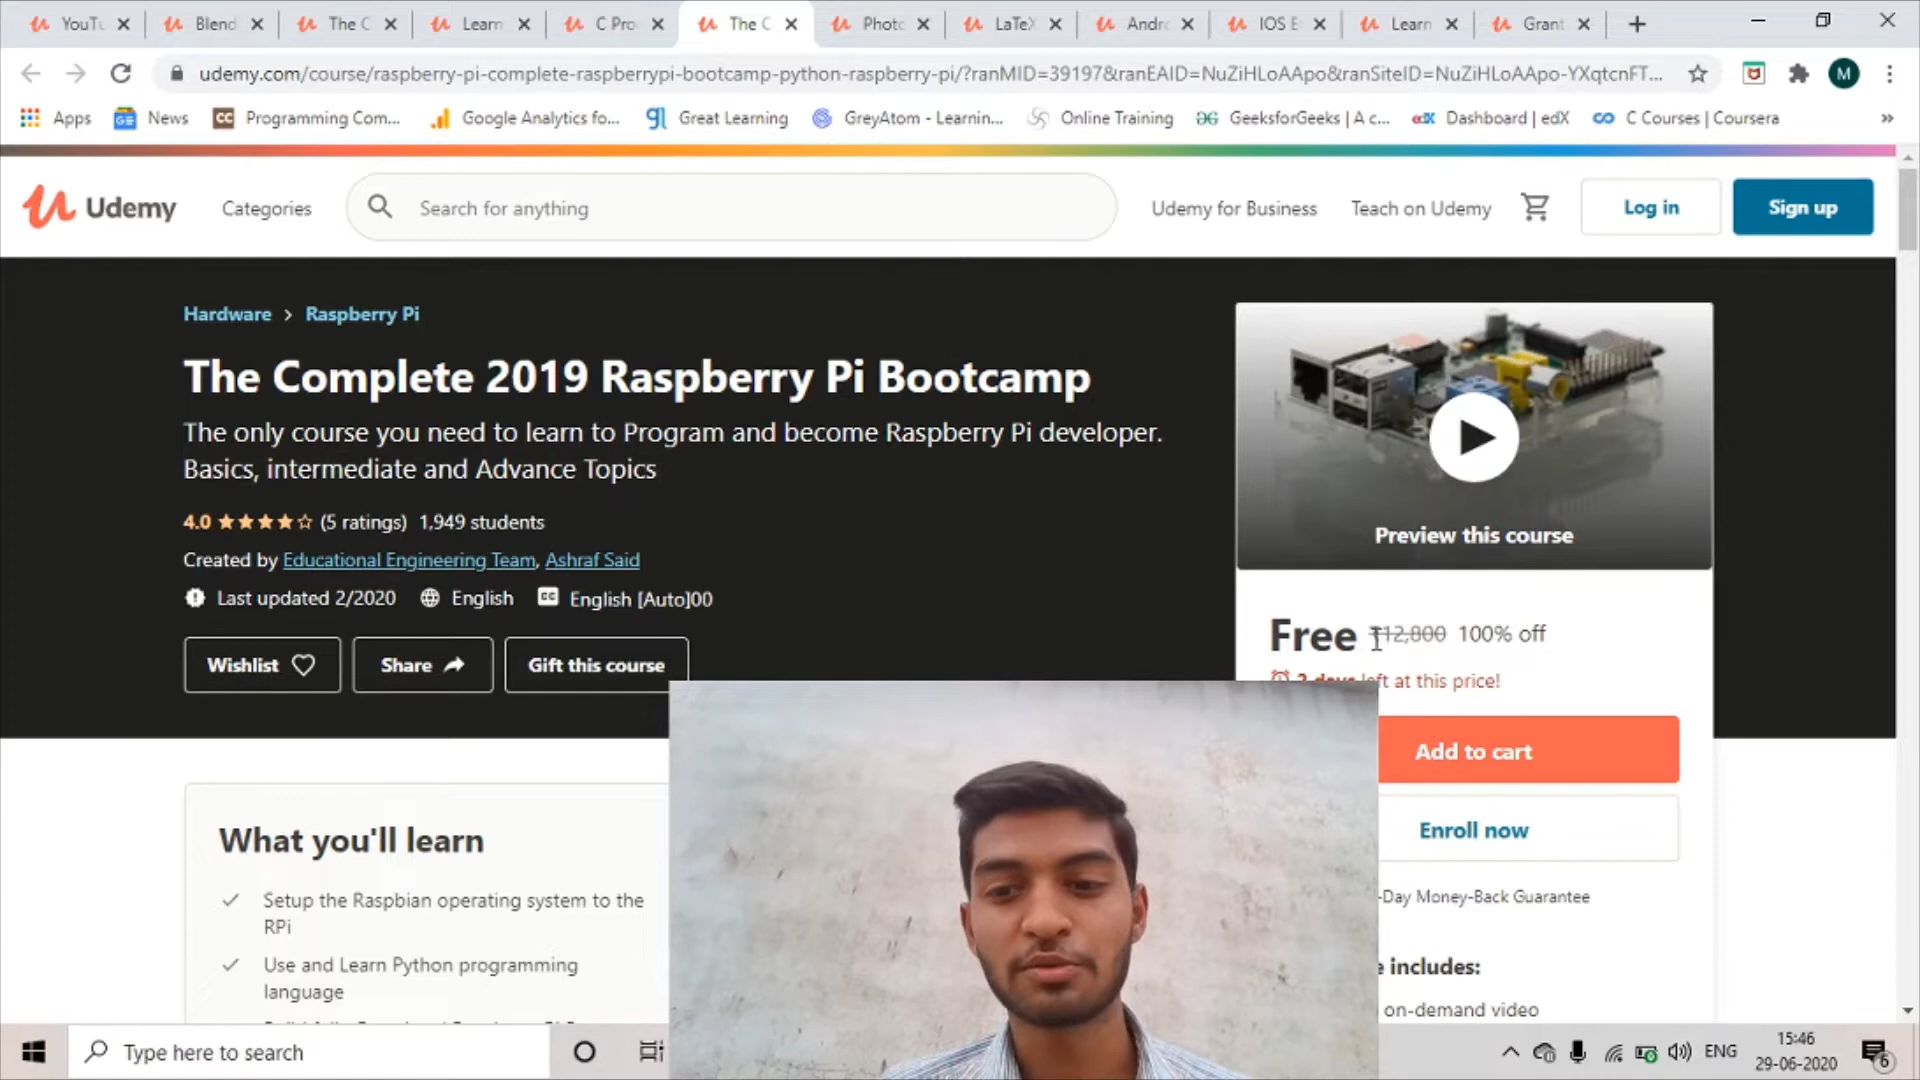 YouT
Blend
The C
Learn
C Pro
The C
Photo
LaTeX
Andro
IOS E
Learn
Grant
udemy.com/course/raspberry-pi-complete-raspberrypi-bootcamp-python-raspberry-pi/?ranMID=39197&ranEAID=NuZiHLoAApo&ranSiteID=NuZiHLoAApo-YXqtcnFT...
M
Apps
News
Programming Com...
Google Analytics fo...
Great Learning
GreyAtom - Learnin...
Online Training
GeeksforGeeks | A c...
Dashboard | edX
C Courses | Coursera
»
Udemy
Categories
Search for anything
Udemy for Business
Teach on Udemy
Log in
Sign up
Hardware > Raspberry Pi
The Complete 2019 Raspberry Pi Bootcamp
The only course you need to learn to Program and become Raspberry Pi developer.
Basics, intermediate and Advance Topics
4.0 (5 ratings) 1,949 students
Created by Educational Engineering Team, Ashraf Said
Last updated 2/2020 English CC English [Auto]00
Wishlist
Share
Gift this course
Preview this course
Free ₹12,800 100% off
2 days left at this price!
Add to cart
Enroll now
-Day Money-Back Guarantee
e includes:
on-demand video
What you'll learn
Setup the Raspbian operating system to the
RPi
Use and Learn Python programming
language
Type here to search
ENG
15:46
29-06-2020
6